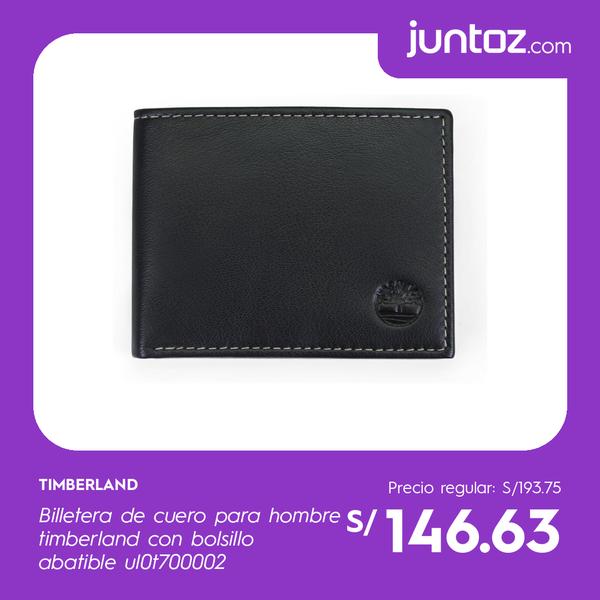 juntoz.com
TIMBERLAND
Billetera de cuero para hombre
timberland con bolsillo
abatible ul0t700002
Precio regular: S/193.75
S/146.63